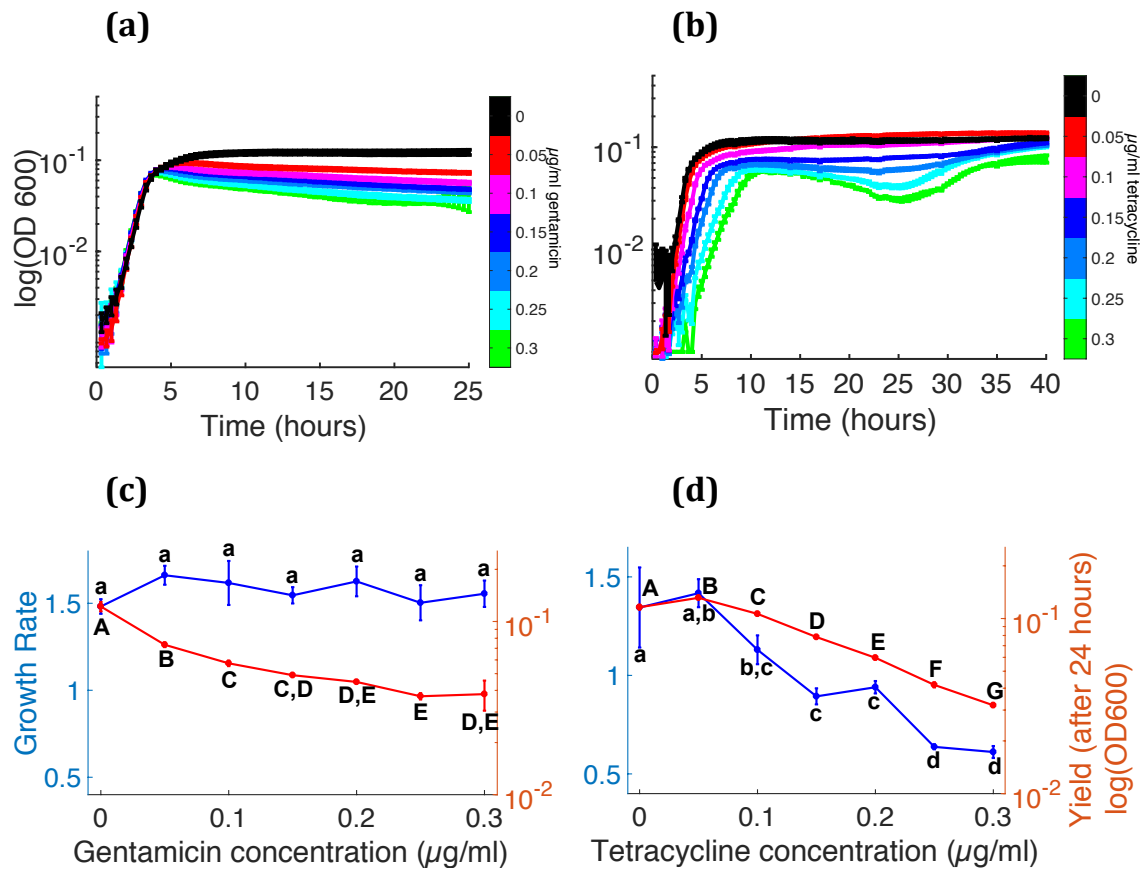 (a)
(b)
log(OD 600)
10⁻¹
10⁻²
0 5 10 15 20 25
Time (hours)
0
0.05
0.1
0.15
0.2
0.25
0.3
µg/ml gentamicin
10⁻¹
10⁻²
0 5 10 15 20 25 30 35 40
Time (hours)
0
0.05
0.1
0.15
0.2
0.25
0.3
µg/ml tetracycline
(c)
(d)
Growth Rate
1.5
1
0.5
a a a a a a a
A B C C,D D,E E D,E
10⁻¹
10⁻²
0 0.1 0.2 0.3
Gentamicin concentration (µg/ml)
1.5
1
0.5
A B C D E F G
a a,b b,c c c d d
10⁻¹
10⁻²
0 0.1 0.2 0.3
Tetracycline concentration (µg/ml)
Yield (after 24 hours)
log(OD600)